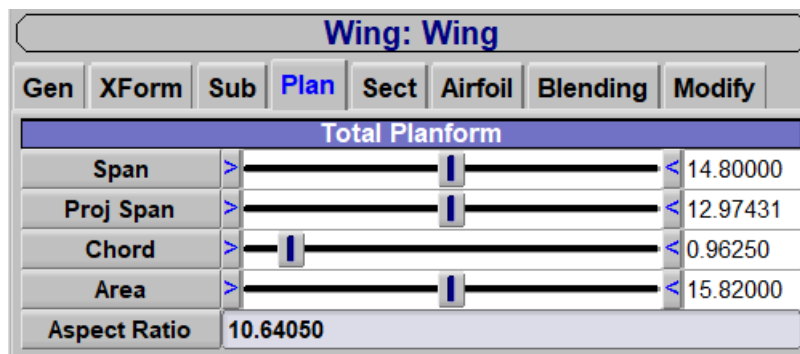 Wing: Wing
Gen XForm Sub Plan Sect Airfoil Blending Modify
Total Planform
Span > < 14.80000
Proj Span > < 12.97431
Chord > < 0.96250
Area > < 15.82000
Aspect Ratio 10.64050